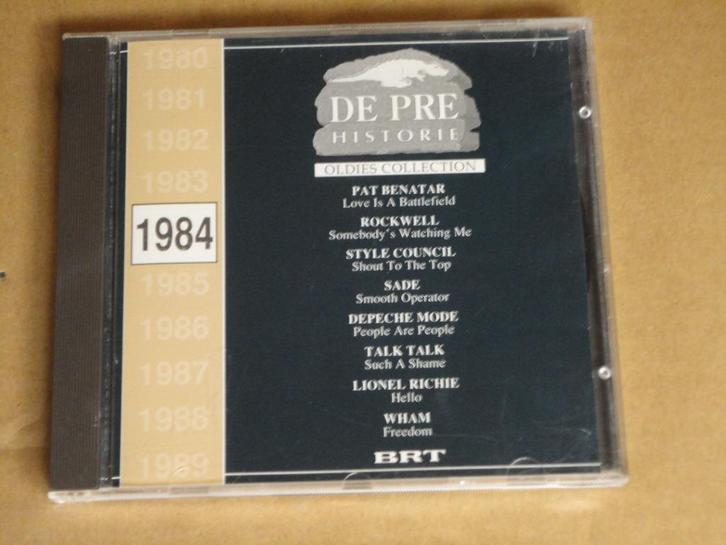 1980
1981
1982
1983
1984
1985
1986
1987
1988
1989
DE PRE
HISTORIE
OLDIES COLLECTION
PAT BENATAR
Love Is A Battlefield
ROCKWELL
Somebody's Watching Me
STYLE COUNCIL
Shout To The Top
SADE
Smooth Operator
DEPECHE MODE
People Are People
TALK TALK
Such A Shame
LIONEL RICHIE
Hello
WHAM
Freedom
BRT